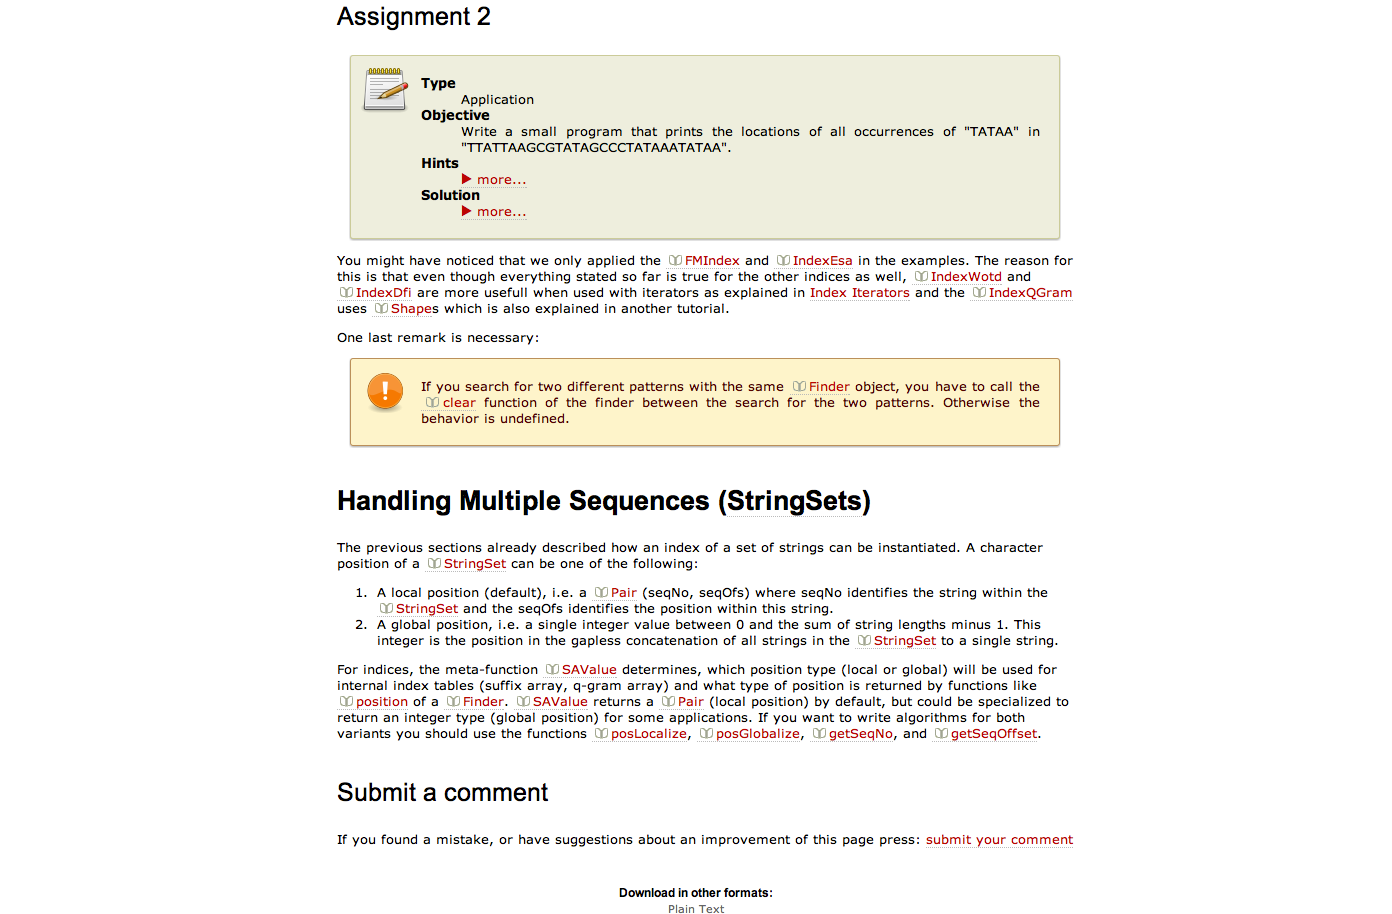 Assignment 2
Type
Application
Objective
Write a small program that prints the locations of all occurrences of "TATAA" in
"TTATTAAGCGTATAGCCCTATAAATATAA".
Hints
▶ more...
Solution
▶ more...
You might have noticed that we only applied the FMIndex and IndexEsa in the examples. The reason for
this is that even though everything stated so far is true for the other indices as well, IndexWotd and
IndexDfi are more usefull when used with iterators as explained in Index Iterators and the IndexQGram
uses Shapes which is also explained in another tutorial.
One last remark is necessary:
If you search for two different patterns with the same Finder object, you have to call the
clear function of the finder between the search for the two patterns. Otherwise the
behavior is undefined.
Handling Multiple Sequences (StringSets)
The previous sections already described how an index of a set of strings can be instantiated. A character
position of a StringSet can be one of the following:
1. A local position (default), i.e. a Pair (seqNo, seqOfs) where seqNo identifies the string within the
StringSet and the seqOfs identifies the position within this string.
2. A global position, i.e. a single integer value between 0 and the sum of string lengths minus 1. This
integer is the position in the gapless concatenation of all strings in the StringSet to a single string.
For indices, the meta-function SAValue determines, which position type (local or global) will be used for
internal index tables (suffix array, q-gram array) and what type of position is returned by functions like
position of a Finder. SAValue returns a Pair (local position) by default, but could be specialized to
return an integer type (global position) for some applications. If you want to write algorithms for both
variants you should use the functions posLocalize, posGlobalize, getSeqNo, and getSeqOffset.
Submit a comment
If you found a mistake, or have suggestions about an improvement of this page press: submit your comment
Download in other formats:
Plain Text